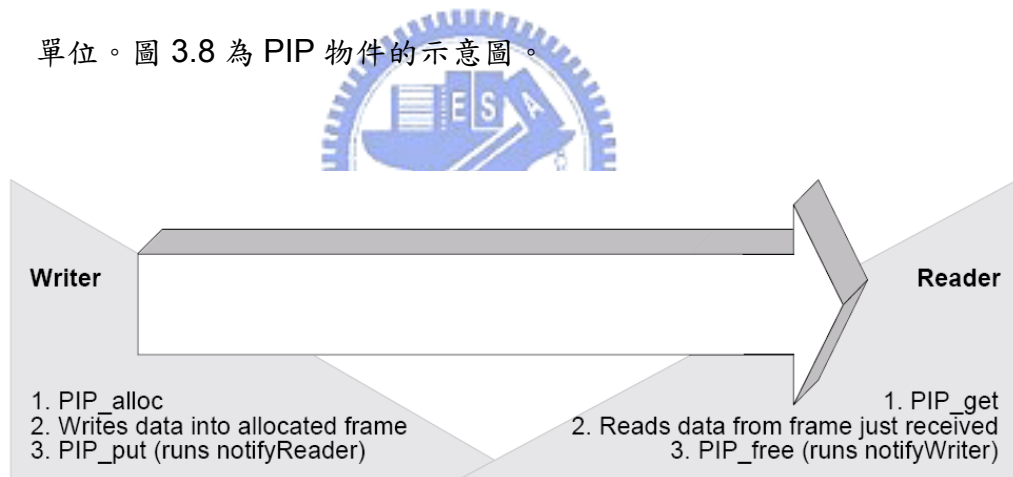 單位。圖 3.8 為 PIP 物件的示意圖。
ESA
Writer
Reader
1. PIP_alloc
2. Writes data into allocated frame
3. PIP_put (runs notifyReader)
1. PIP_get
2. Reads data from frame just received
3. PIP_free (runs notifyWriter)